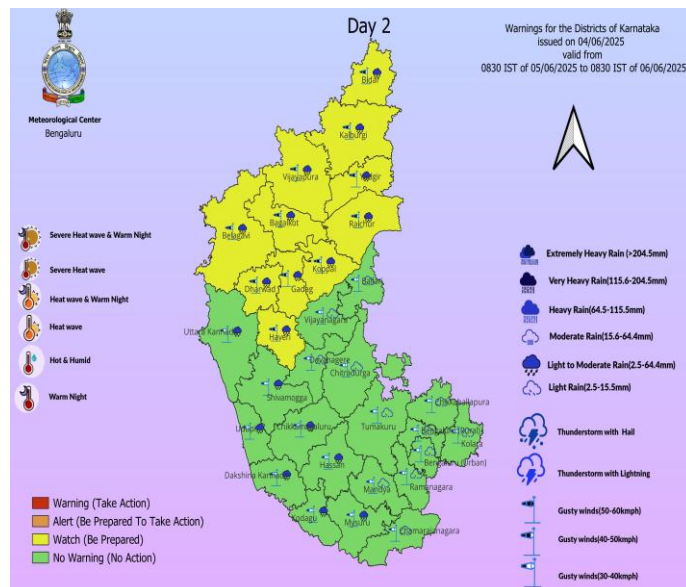 Day 2
Warnings for the Districts of Karnataka
issued on 04/06/2025
valid from
0830 IST of 05/06/2025 to 0830 IST of 06/06/2025
Meteorological Center
Bengaluru
Bidar
Kalburgi
Vijayapura
Yadgir
Bagalkot
Raichur
Belagavi
Koppal
Dharwad
Gadag
Ballari
Vijayanagara
Uttara Kannada
Haveri
Davanagere
Chitradurga
Shivamogga
Chikkaballapura
Tumakuru
Udupi
Chikkamagaluru
Kolara
Hassan
Bengaluru (Urban)
Dakshina Kannada
Ramanagara
Mandya
Kodagu
Mysuru
Chamarajanagara
Severe Heat wave & Warm Night
Severe Heat wave
Heat wave & Warm Night
Heat wave
Hot & Humid
Warm Night
Warning (Take Action)
Alert (Be Prepared To Take Action)
Watch (Be Prepared)
No Warning (No Action)
Extremely Heavy Rain (>204.5mm)
Very Heavy Rain(115.6-204.5mm)
Heavy Rain(64.5-115.5mm)
Moderate Rain(15.6-64.4mm)
Light to Moderate Rain(2.5-64.4mm)
Light Rain(2.5-15.5mm)
Thunderstorm with Hail
Thunderstorm with Lightning
Gusty winds(50-60kmph)
Gusty winds(40-50kmph)
Gusty winds(30-40kmph)